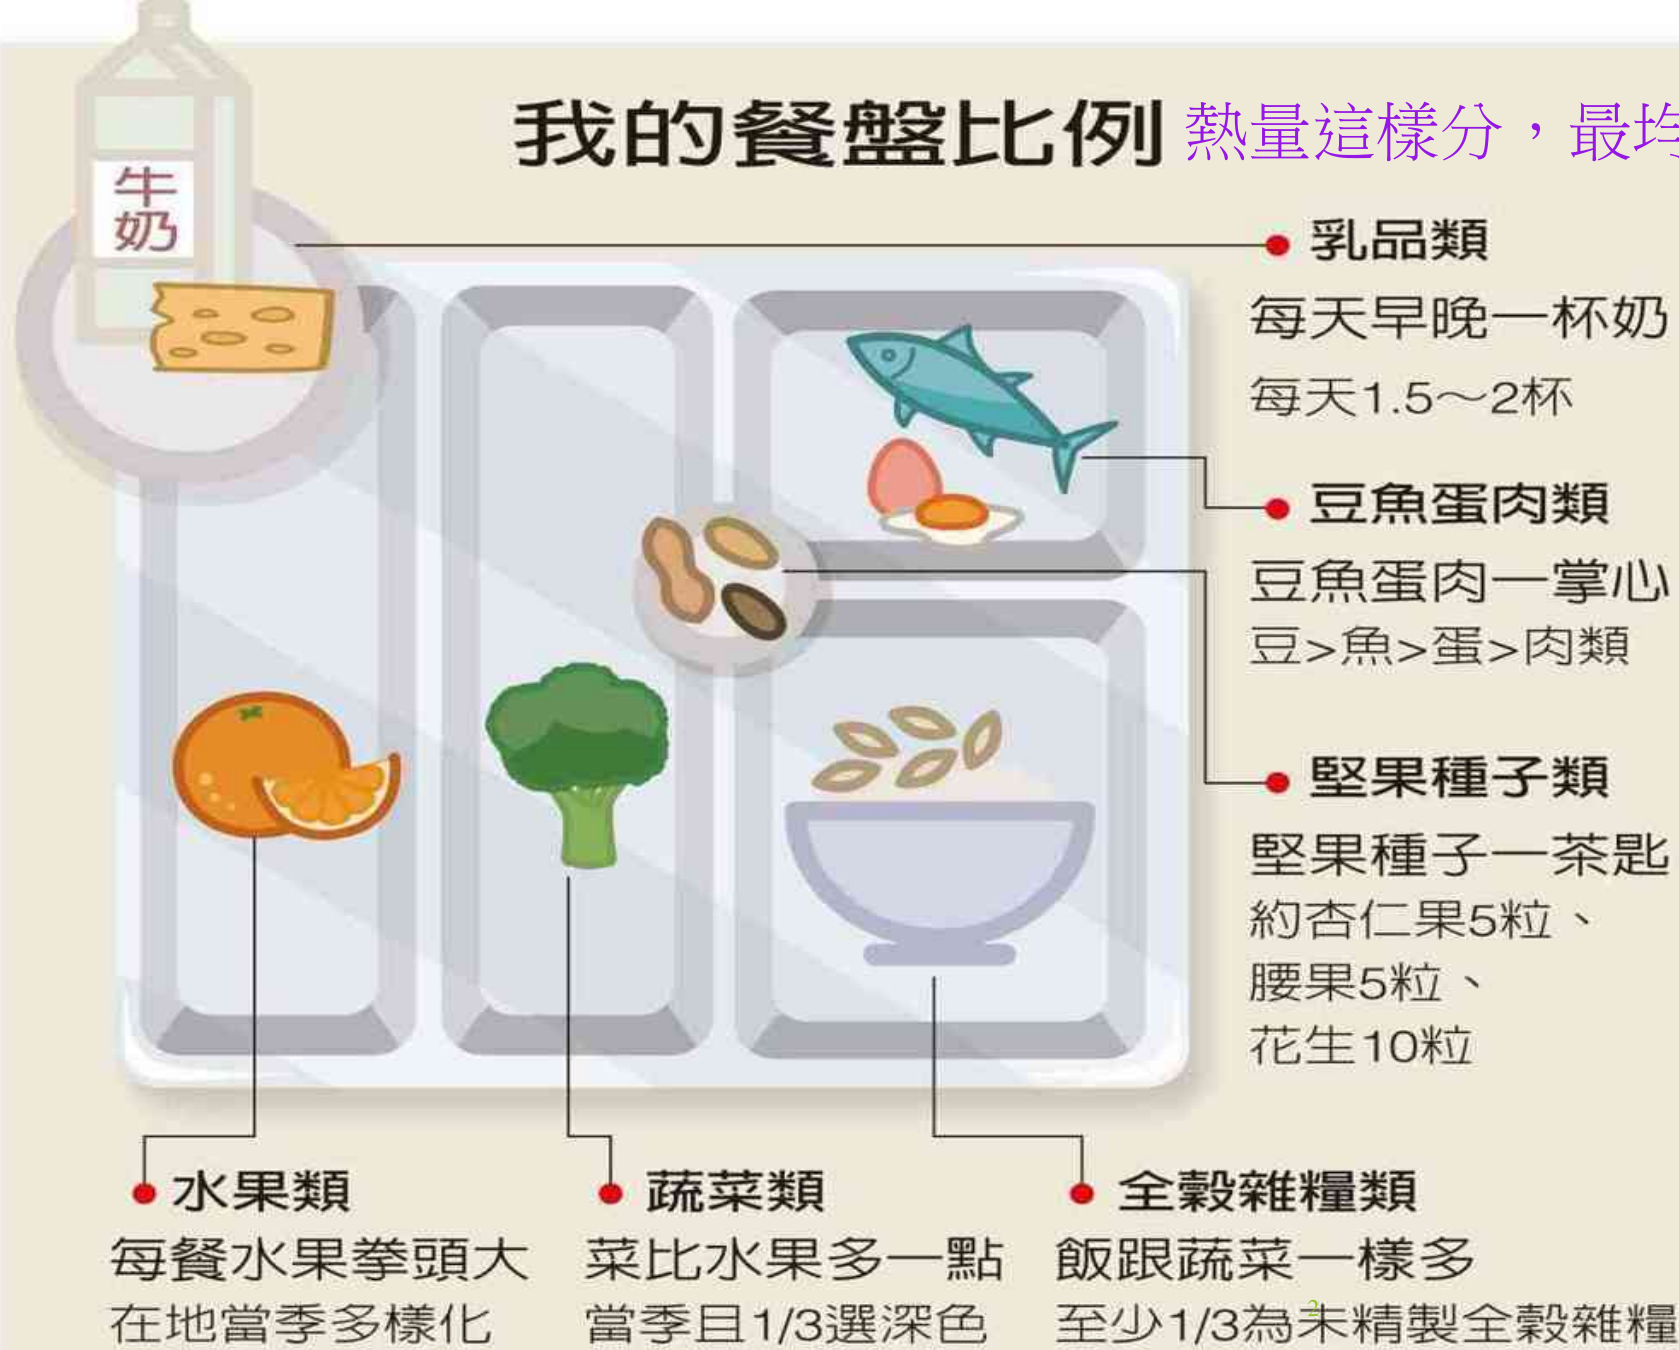 我的餐盤比例 熱量這樣分，最均
牛
奶
乳品類
每天早晚一杯奶
每天1.5～2杯
豆魚蛋肉類
豆魚蛋肉一掌心
豆>魚>蛋>肉類
堅果種子類
堅果種子一茶匙
約杏仁果5粒、
腰果5粒、
花生10粒
水果類
每餐水果拳頭大
在地當季多樣化
蔬菜類
菜比水果多一點
當季且1/3選深色
全穀雜糧類
飯跟蔬菜一樣多
至少1/3為未精製全穀雜糧
2